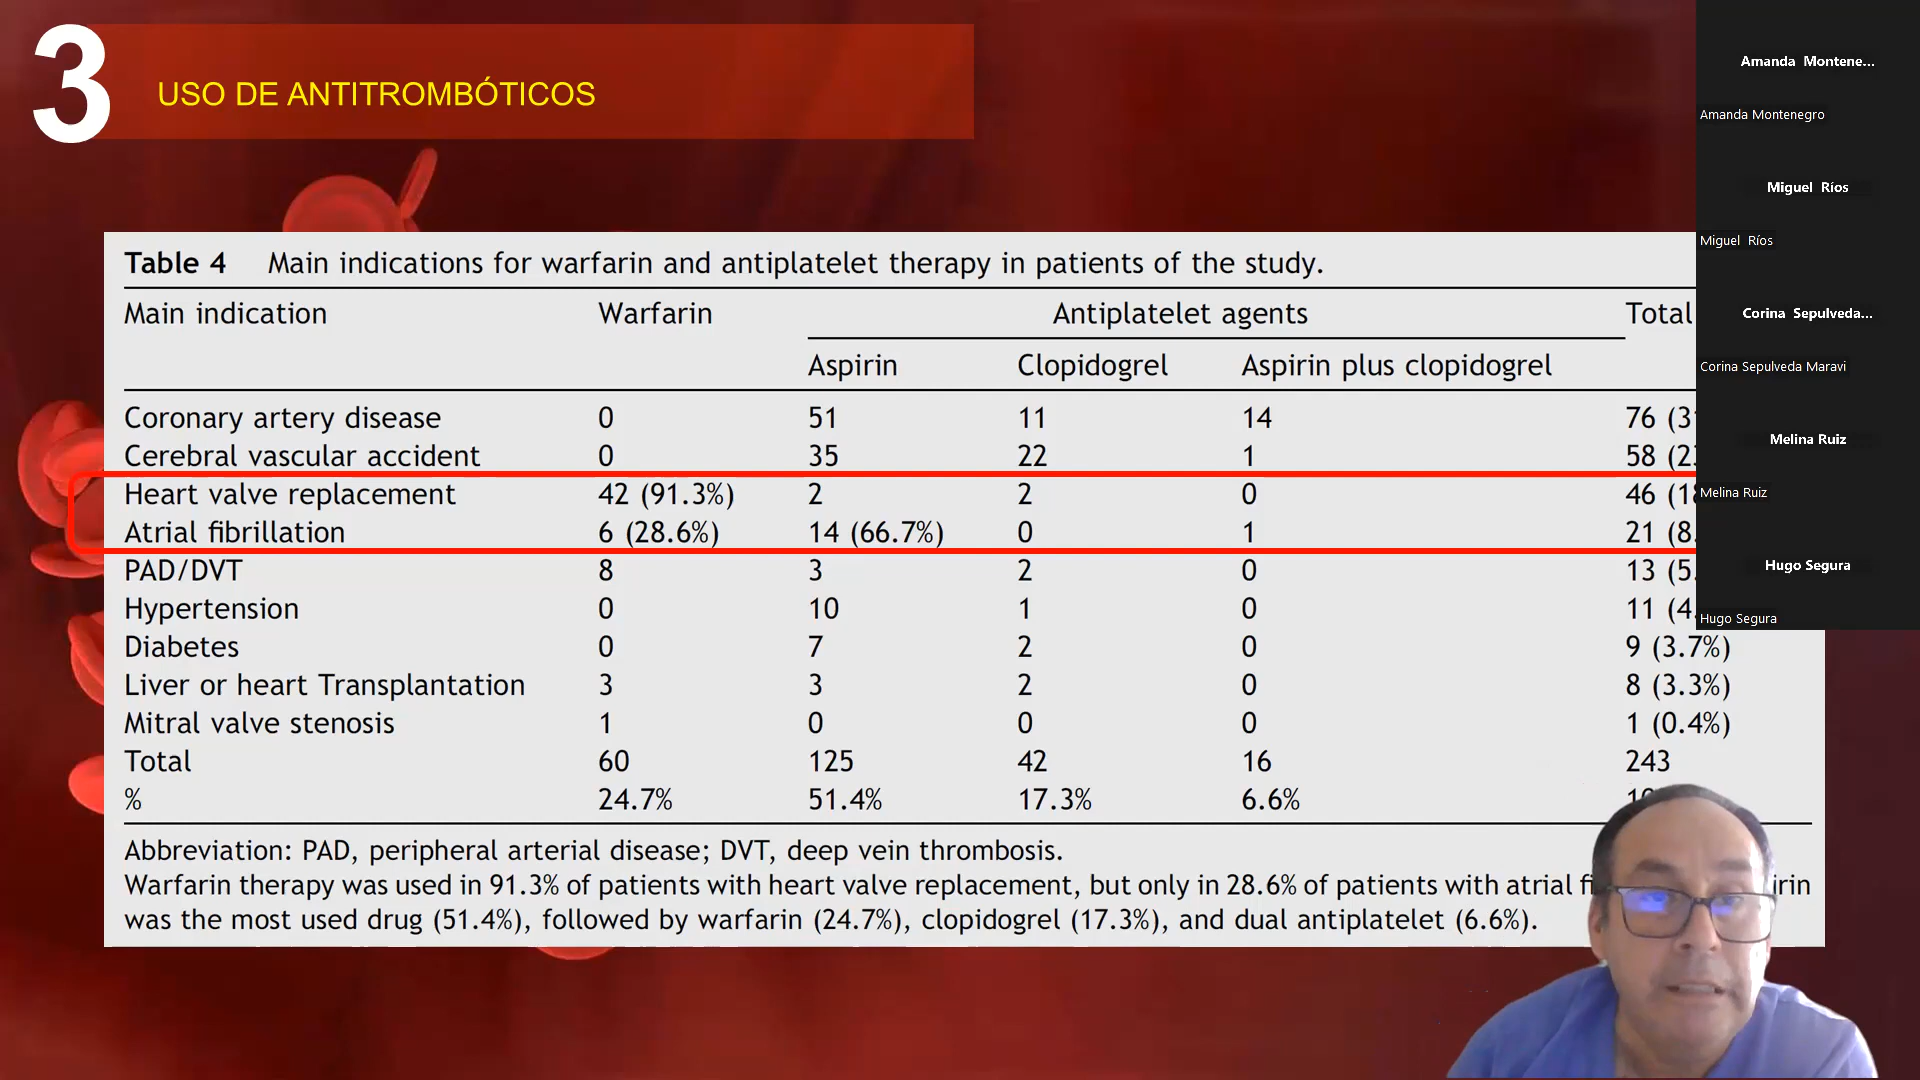 3
USO DE ANTITROMBÓTICOS
Table 4 Main indications for warfarin and antiplatelet therapy in patients of the study.
Main indication Warfarin Antiplatelet agents Total
Aspirin Clopidogrel Aspirin plus clopidogrel
Coronary artery disease 0 51 11 14 76
Cerebral vascular accident 0 35 22 1 58
Heart valve replacement 42 (91.3%) 2 2 0 46
Atrial fibrillation 6 (28.6%) 14 (66.7%) 0 1 21
PAD/DVT 8 3 2 0 13
Hypertension 0 10 1 0 11
Diabetes 0 7 2 0 9 (3.7%)
Liver or heart Transplantation 3 3 2 0 8 (3.3%)
Mitral valve stenosis 1 0 0 0 1 (0.4%)
Total 60 125 42 16 243
% 24.7% 51.4% 17.3% 6.6%
Abbreviation: PAD, peripheral arterial disease; DVT, deep vein thrombosis.
Warfarin therapy was used in 91.3% of patients with heart valve replacement, but only in 28.6% of patients with atrial
was the most used drug (51.4%), followed by warfarin (24.7%), clopidogrel (17.3%), and dual antiplatelet (6.6%).
Amanda Montene...
Amanda Montenegro
Miguel Ríos
Miguel Ríos
Corina Sepulveda...
Corina Sepulveda Maravi
Melina Ruiz
Melina Ruiz
Hugo Segura
Hugo Segura